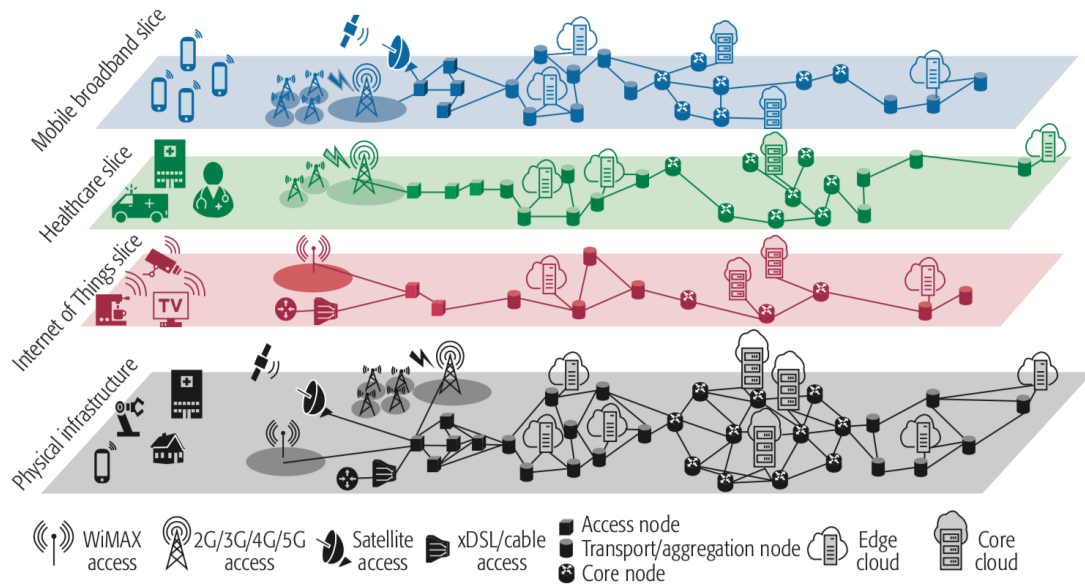 Mobile broadband slice
Healthcare slice
Internet of Things slice
TV
Physical infrastructure
WiMAX
access
2G/3G/4G/5G
access
Satellite
access
xDSL/cable
access
Access node
Transport/aggregation node
Core node
Edge
cloud
Core
cloud